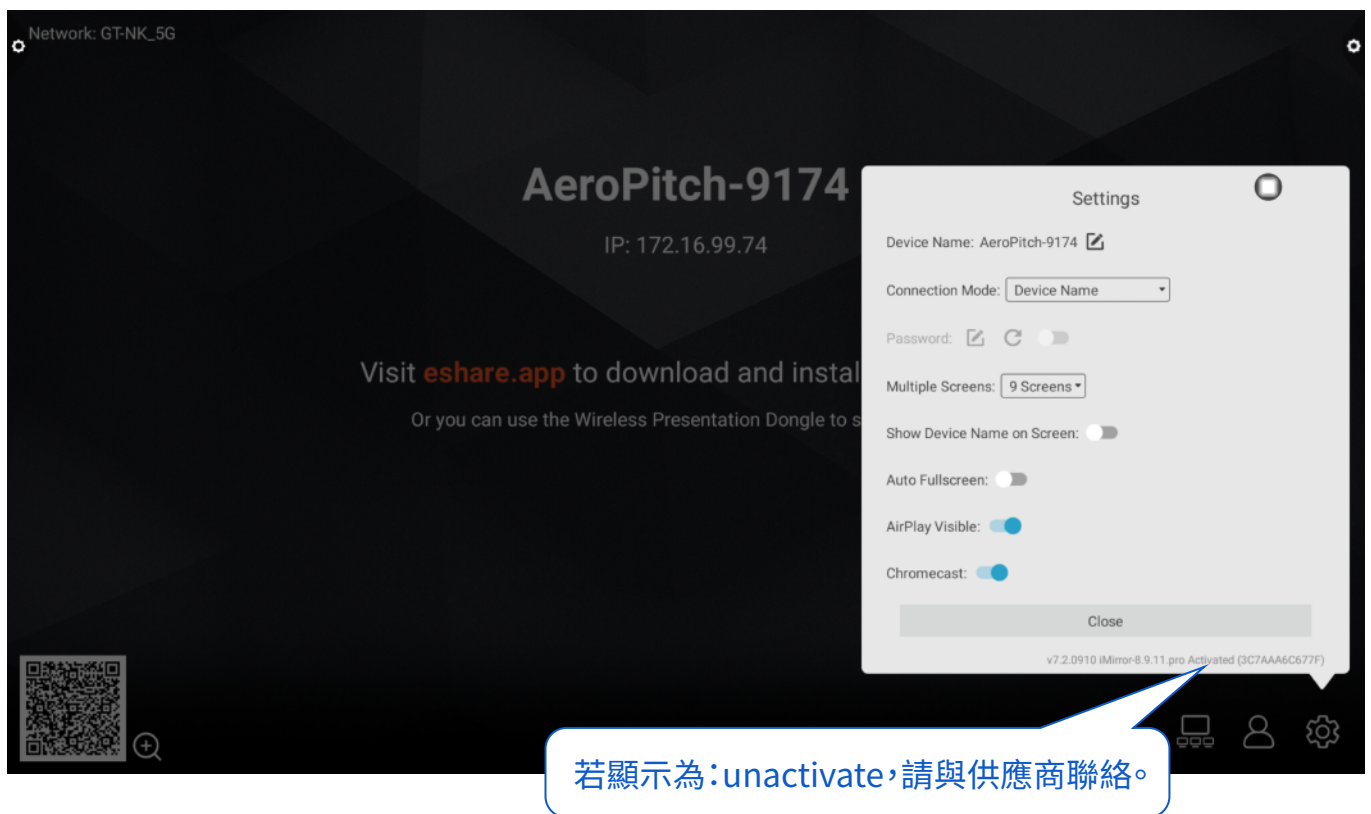 Network: GT-NK_5G
AeroPitch-9174
IP: 172.16.99.74
Visit eshare.app to download and instal
Or you can use the Wireless Presentation Dongle to s
Settings
Device Name: AeroPitch-9174
Connection Mode: Device Name
Password:
Multiple Screens: 9 Screens
Show Device Name on Screen:
Auto Fullscreen:
AirPlay Visible:
Chromecast:
Close
v7.2.0910 iMirror-8.9.11.pro Activated (3C7AAA6C677F)
若顯示為:unactivate,請與供應商聯絡。